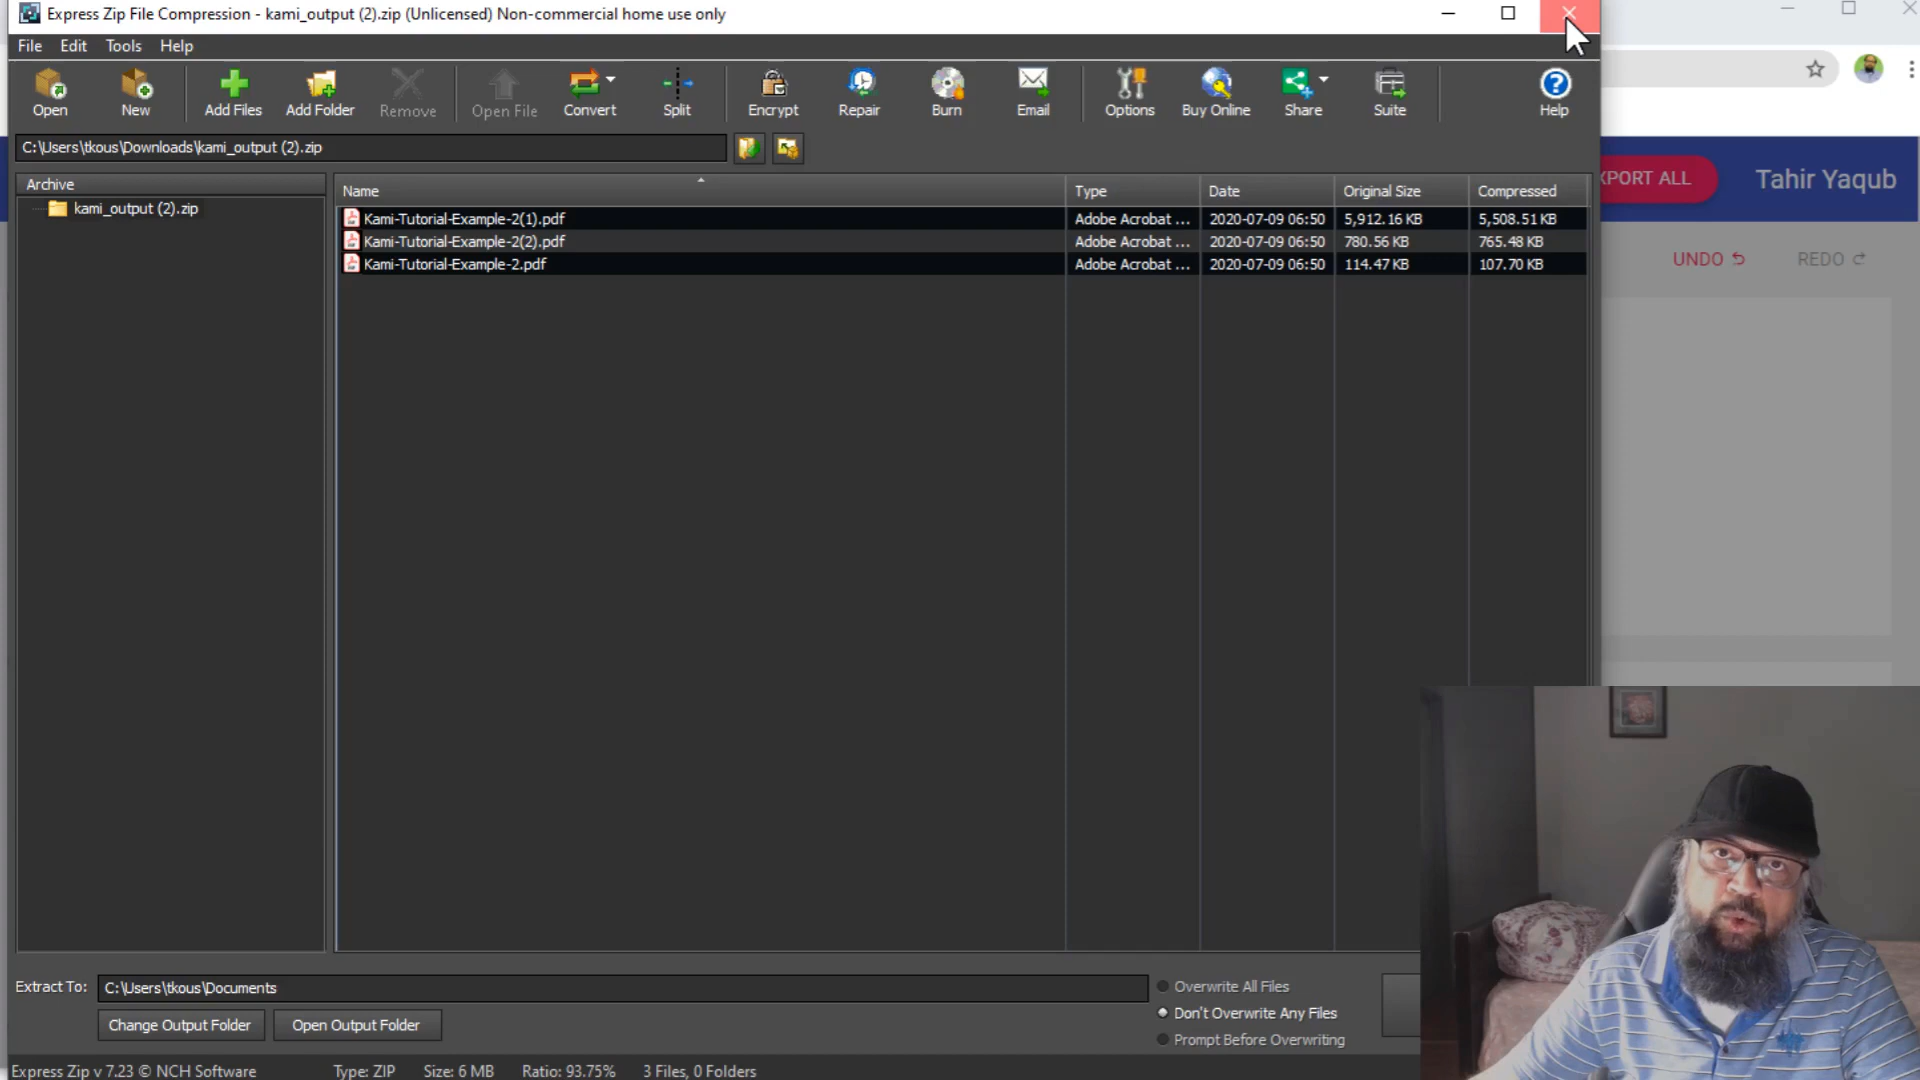 Express Zip File Compression - kami_output (2).zip (Unlicensed) Non-commercial home use only
File Edit Tools Help
Open New Add Files Add Folder Remove Open File Convert Split Encrypt Repair Burn Email Options Buy Online Share Suite Help
C:\Users\tkous\Downloads\kami_output (2).zip
XPORT ALL Tahir Yaqub
Archive Name Type Date Original Size Compressed
kami_output (2).zip
Kami-Tutorial-Example-2(1).pdf Adobe Acrobat ... 2020-07-09 06:50 5,912.16 KB 5,508.51 KB
Kami-Tutorial-Example-2(2).pdf Adobe Acrobat ... 2020-07-09 06:50 780.56 KB 765.48 KB
Kami-Tutorial-Example-2.pdf Adobe Acrobat ... 2020-07-09 06:50 114.47 KB 107.70 KB
UNDO REDO
Extract To: C:\Users\tkous\Documents
Change Output Folder Open Output Folder
Overwrite All Files
Don't Overwrite Any Files
Prompt Before Overwriting
Express Zip v 7.23 © NCH Software Type: ZIP Size: 6 MB Ratio: 93.75% 3 Files, 0 Folders